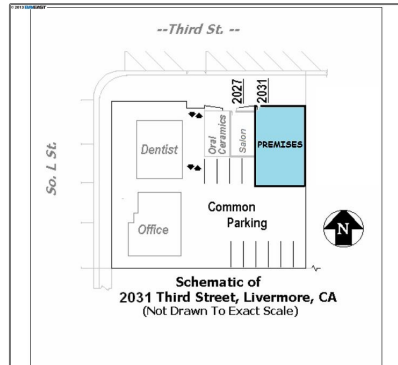 © 2013
--Third St. --
2027
2031
So. L St.
Dentist
Oral
Ceramics
Salon
PREMISES
Office
Common
Parking
N
Schematic of
2031 Third Street, Livermore, CA
(Not Drawn To Exact Scale)